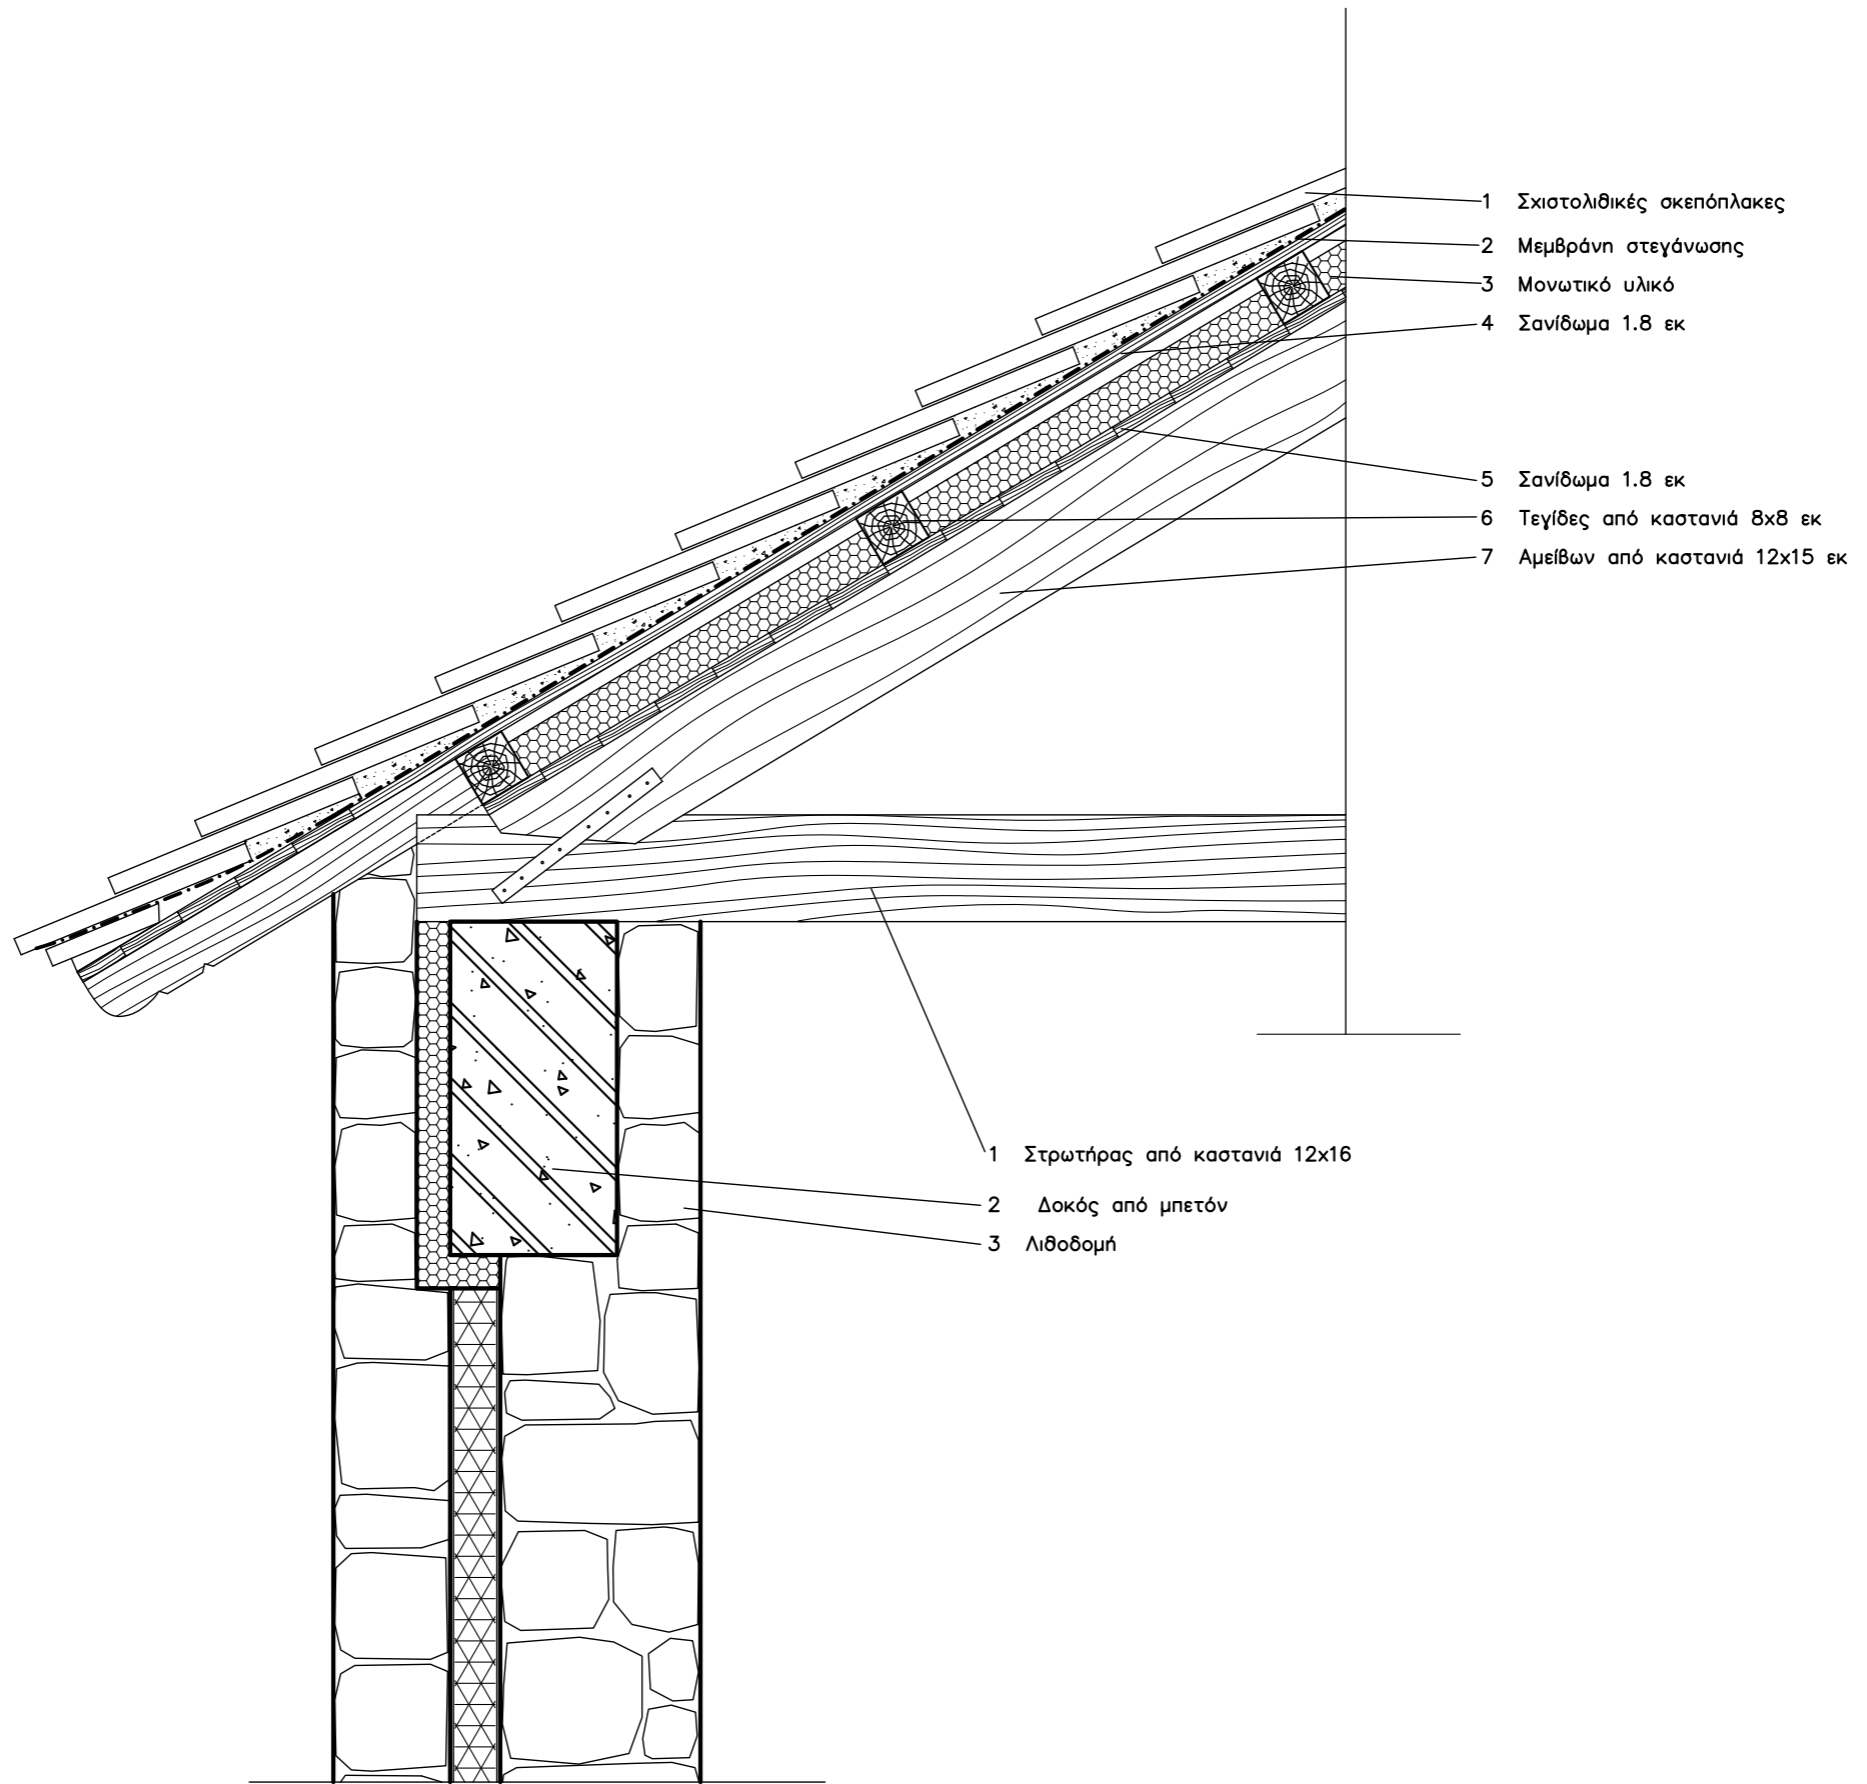 1 Σχιστολιθικές σκεπόπλακες
2 Μεμβράνη στεγάνωσης
3 Μονωτικό υλικό
4 Σανίδωμα 1.8 εκ
5 Σανίδωμα 1.8 εκ
6 Τεγίδες από καστανιά 8x8 εκ
7 Αμείβων από καστανιά 12x15 εκ
1 Στρωτήρας από καστανιά 12x16
2 Δοκός από μπετόν
3 Λιθοδομή